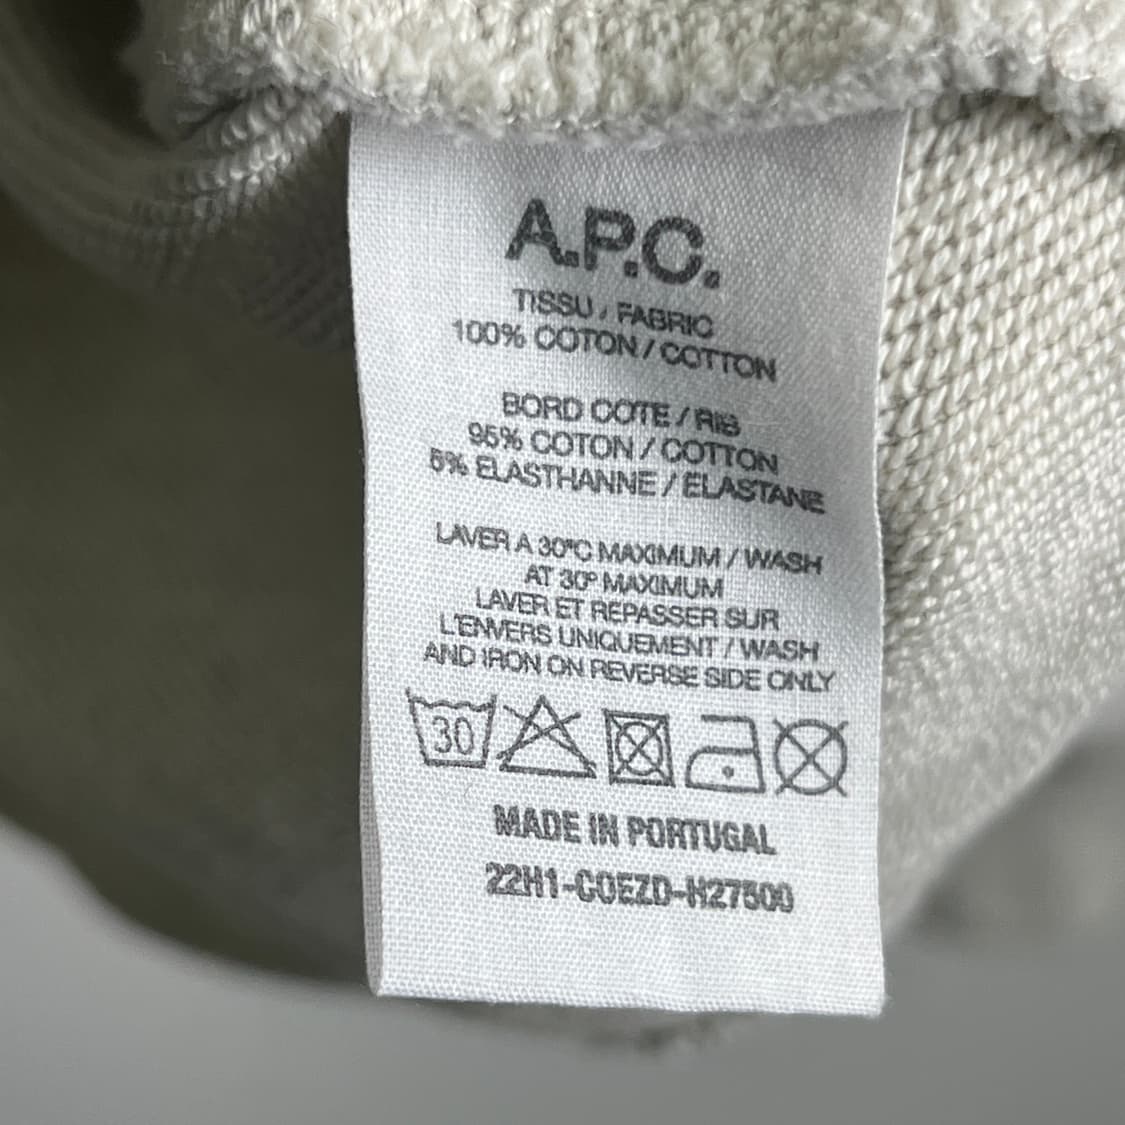 A.P.C.
TISSU / FABRIC
100% COTON / COTTON
BORD COTE / RIB
95% COTON / COTTON
5% ELASTHANNE / ELASTANE
LAVER A 30°C MAXIMUM / WASH
AT 30° MAXIMUM
LAVER ET REPASSER SUR
L'ENVERS UNIQUEMENT / WASH
AND IRON ON REVERSE SIDE ONLY
30
MADE IN PORTUGAL
22H1-COEZD-H27500